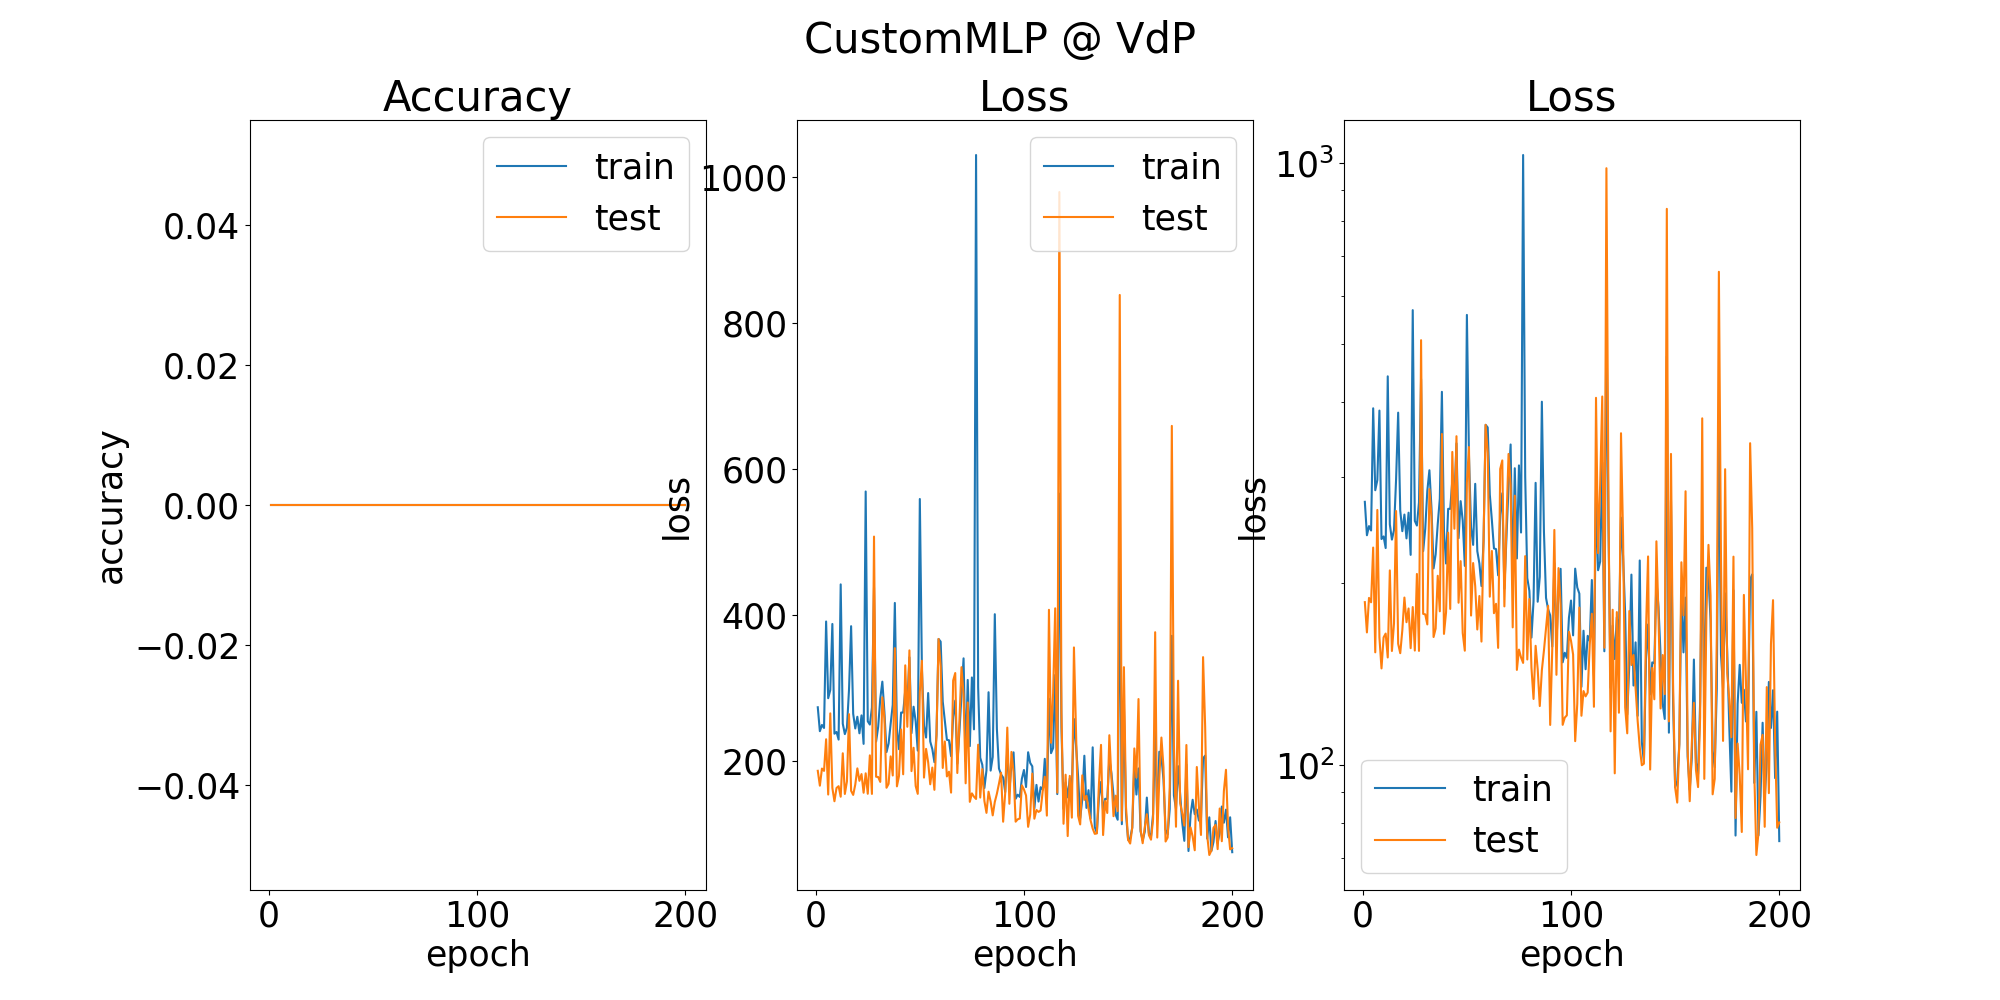 CustomMLP @ VdP
Accuracy
accuracy
0.04
0.02
0.00
−0.02
−0.04
0
100
200
epoch
train
test
Loss
loss
1000
800
600
400
200
0
100
200
epoch
train
test
Loss
loss
10³
10²
0
100
200
epoch
train
test